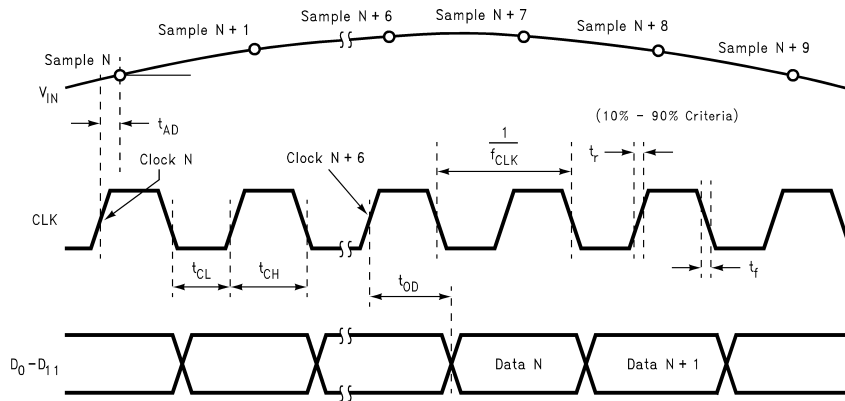 Sample N
Sample N + 1
Sample N + 6
Sample N + 7
Sample N + 8
Sample N + 9
V_IN
t_AD
(10% - 90% Criteria)
Clock N
Clock N + 6
1
f_CLK
t_r
CLK
t_CL
t_CH
t_OD
t_f
D_0 - D_11
Data N
Data N + 1